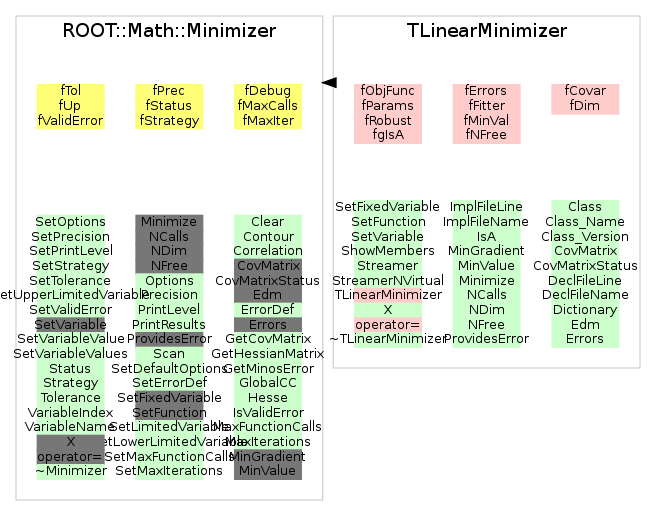 ROOT::Math::Minimizer
fTol
fUp
fValidError
fPrec
fStatus
fStrategy
fDebug
fMaxCalls
fMaxIter
SetOptions
SetPrecision
SetPrintLevel
SetStrategy
SetTolerance
SetUpperLimitedVariable
SetValidError
SetVariable
SetVariableValue
SetVariableValues
Status
Strategy
Tolerance
VariableIndex
VariableName
X
operator=
~Minimizer
Minimize
NCalls
NDim
NFree
Options
Precision
PrintLevel
PrintResults
ProvidesError
Scan
SetDefaultOptions
SetErrorDef
SetFixedVariable
SetFunction
SetLimitedVariable
SetLowerLimitedVariable
SetMaxFunctionCalls
SetMaxIterations
Clear
Contour
Correlation
CovMatrix
CovMatrixStatus
Edm
ErrorDef
Errors
GetCovMatrix
GetHessianMatrix
GetMinosError
GlobalCC
Hesse
IsValidError
MaxFunctionCalls
MaxIterations
MinGradient
MinValue
TLinearMinimizer
fObjFunc
fParams
fRobust
fgIsA
fErrors
fFitter
fMinVal
fNFree
fCovar
fDim
SetFixedVariable
SetFunction
SetVariable
ShowMembers
Streamer
StreamerNVirtual
TLinearMinimizer
X
operator=
~TLinearMinimizer
ImplFileLine
ImplFileName
IsA
MinGradient
MinValue
Minimize
NCalls
NDim
NFree
ProvidesError
Class
Class_Name
Class_Version
CovMatrix
CovMatrixStatus
DeclFileLine
DeclFileName
Dictionary
Edm
Errors